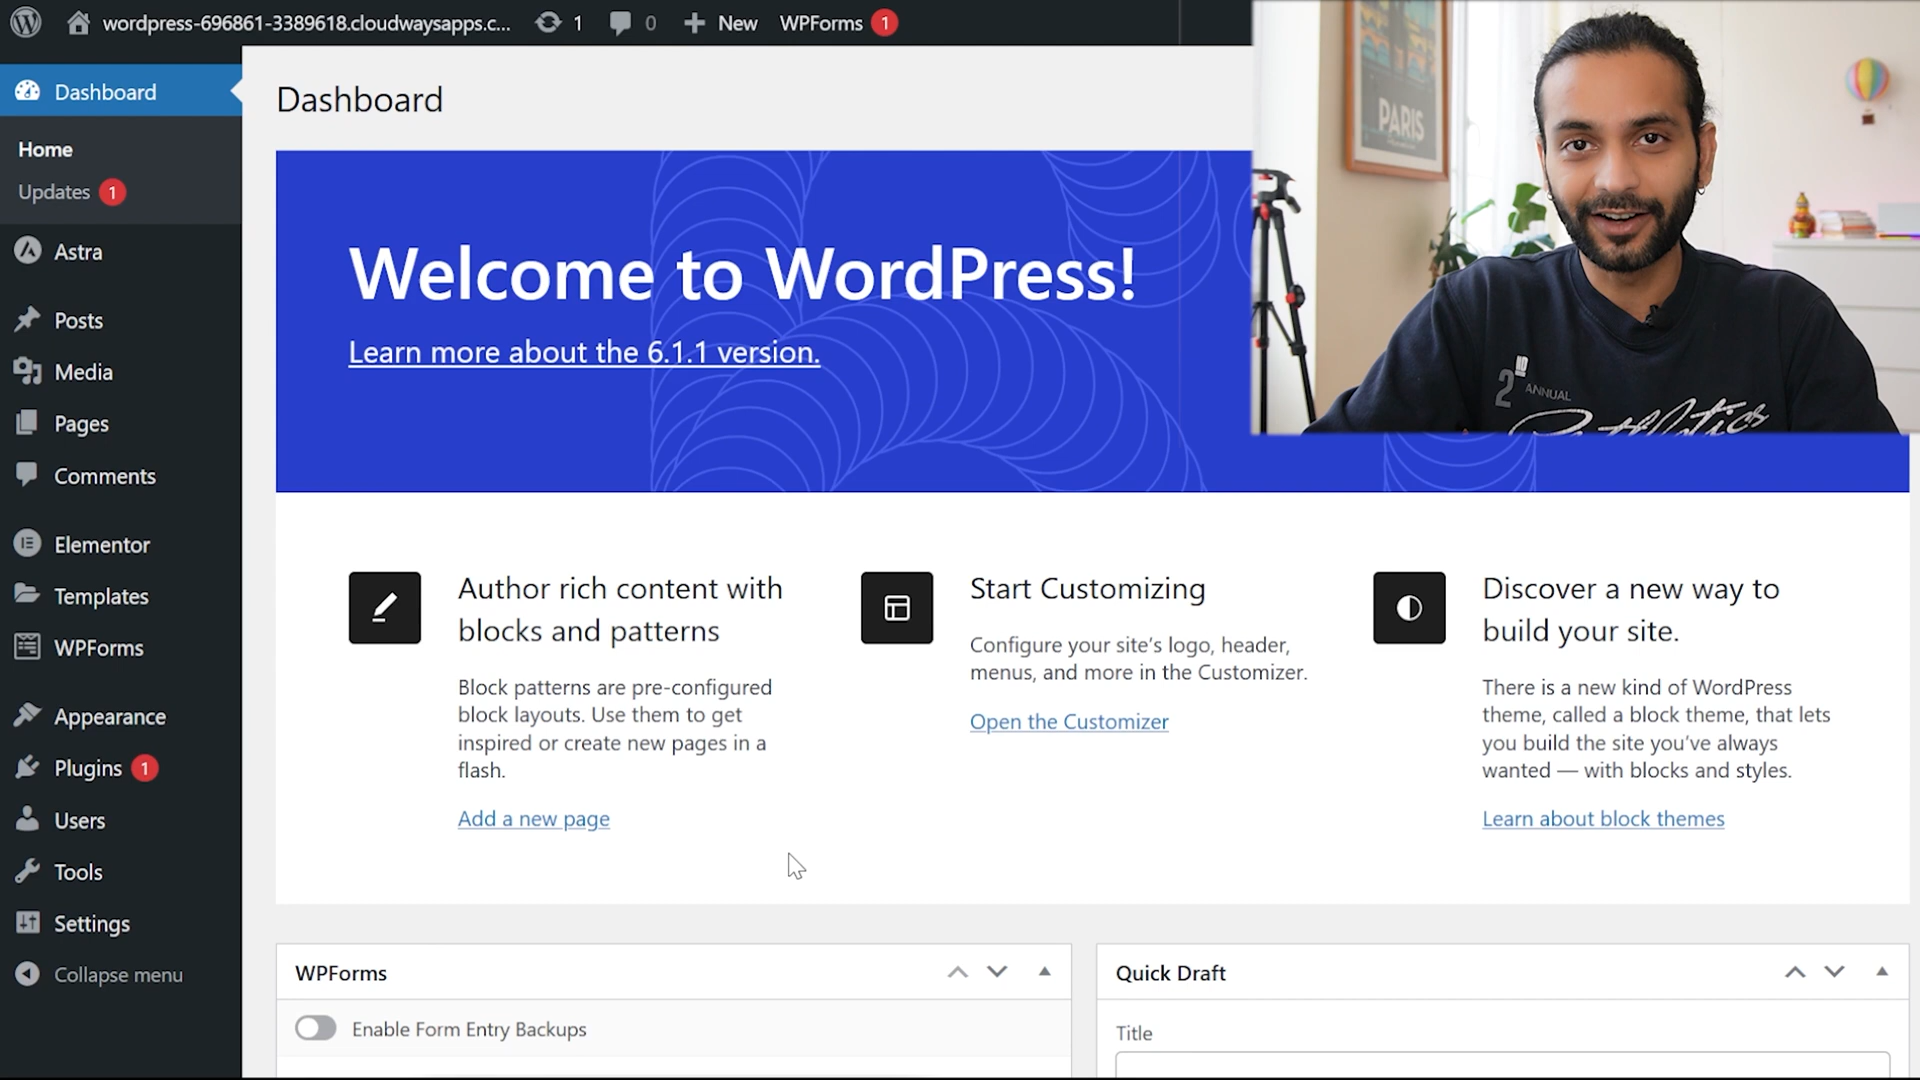 wordpress-696861-3389618.cloudwaysapps.c...
1
0
New
WPForms
1
Dashboard
Home
Updates 1
Astra
Posts
Media
Pages
Comments
Elementor
Templates
WPForms
Appearance
Plugins 1
Users
Tools
Settings
Collapse menu
Dashboard
Welcome to WordPress!
Learn more about the 6.1.1 version.
PARIS
2
ND
ANNUAL
Author rich content with
blocks and patterns
Block patterns are pre-configured
block layouts. Use them to get
inspired or create new pages in a
flash.
Add a new page
Start Customizing
Configure your site's logo, header,
menus, and more in the Customizer.
Open the Customizer
Discover a new way to
build your site.
There is a new kind of WordPress
theme, called a block theme, that lets
you build the site you've always
wanted — with blocks and styles.
Learn about block themes
WPForms
Enable Form Entry Backups
Quick Draft
Title